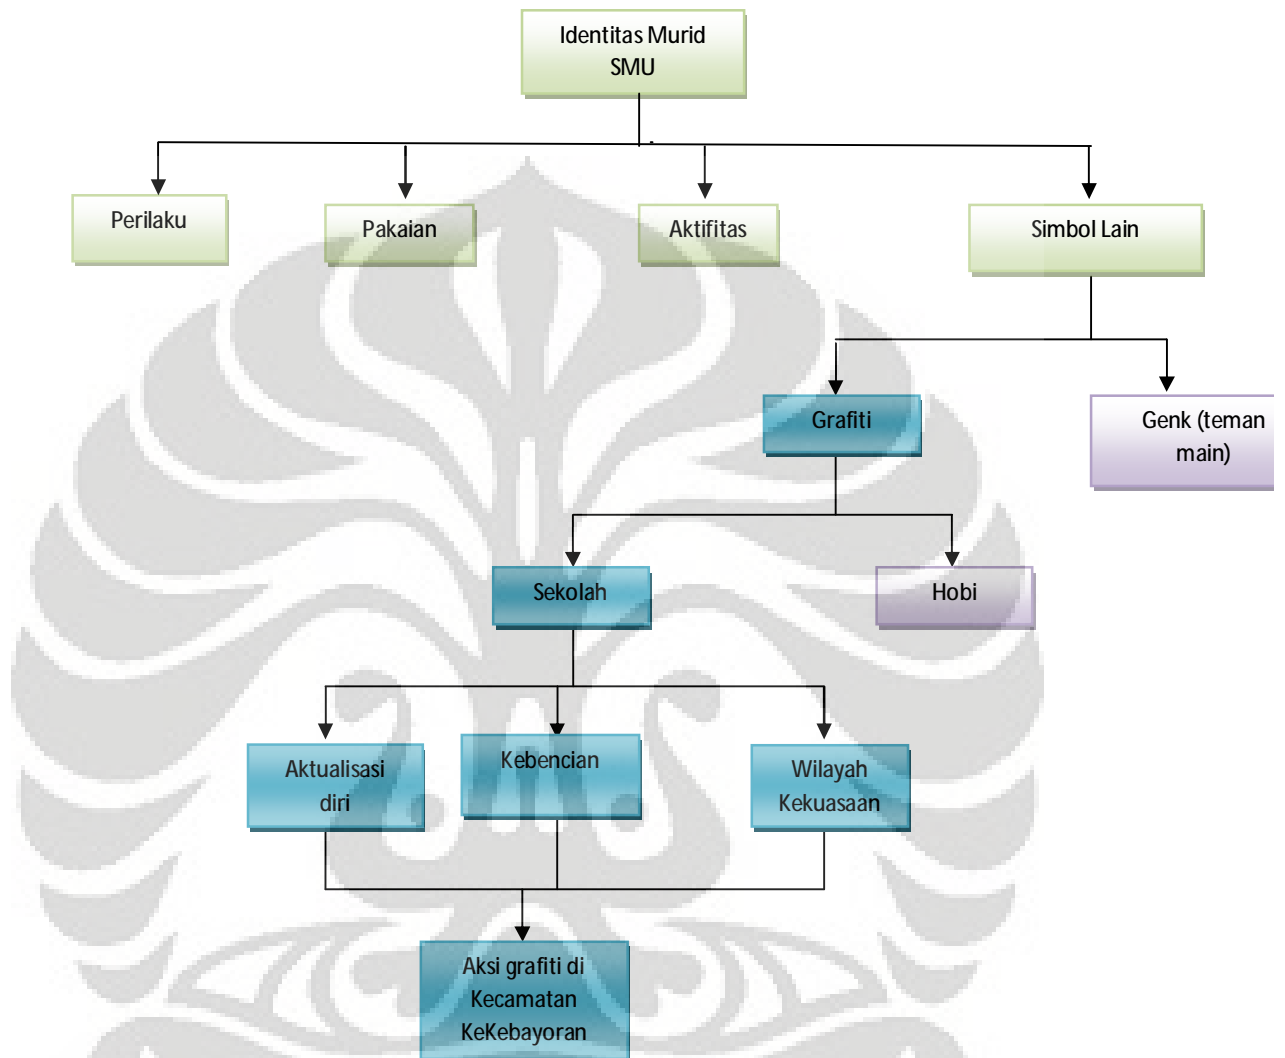 Identitas Murid
SMU
Perilaku
Pakaian
Aktifitas
Simbol Lain
Grafiti
Genk (teman
main)
Sekolah
Hobi
Aktualisasi
diri
Kebencian
Wilayah
Kekuasaan
Aksi grafiti di
Kecamatan
KeKebayoran